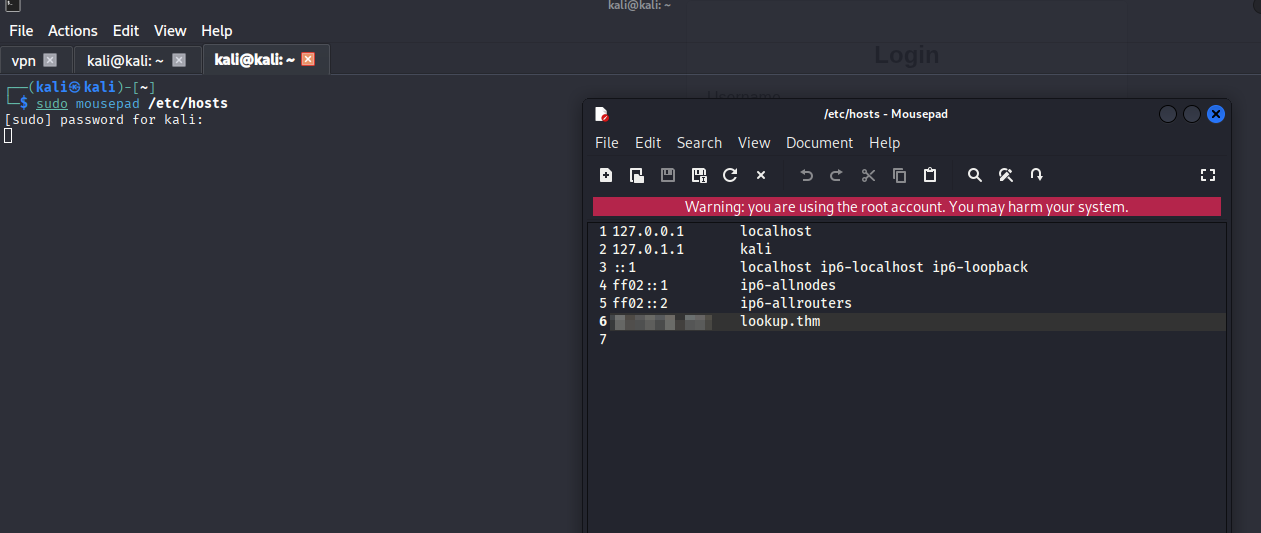 kali@kali: ~
File Actions Edit View Help
vpn kali@kali: ~ kali@kali: ~
Login
Username
┌──(kali㉿kali)-[~]
└─$ sudo mousepad /etc/hosts
[sudo] password for kali:
/etc/hosts - Mousepad
File Edit Search View Document Help
Warning: you are using the root account. You may harm your system.
1 127.0.0.1 localhost
2 127.0.1.1 kali
3 ::1 localhost ip6-localhost ip6-loopback
4 ff02::1 ip6-allnodes
5 ff02::2 ip6-allrouters
6 lookup.thm
7